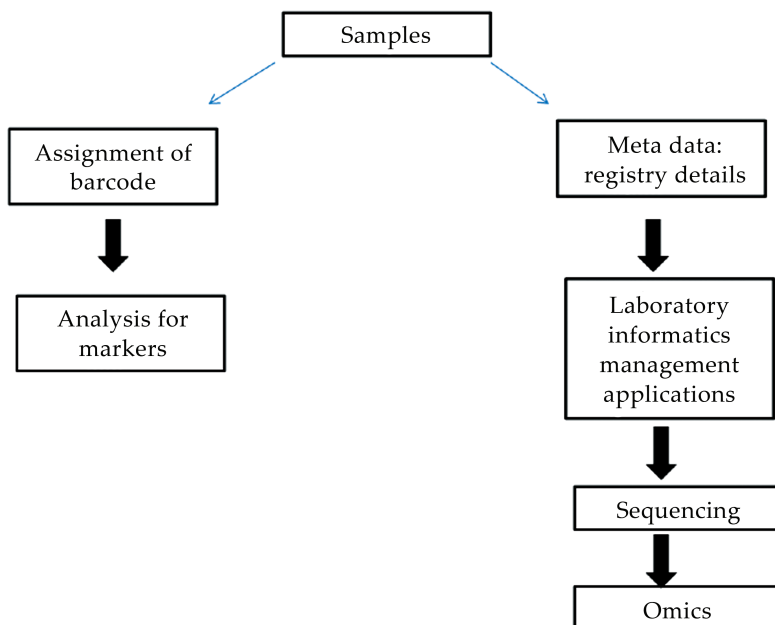 Samples
Assignment of
barcode
Analysis for
markers
Meta data:
registry details
Laboratory
informatics
management
applications
Sequencing
Omics